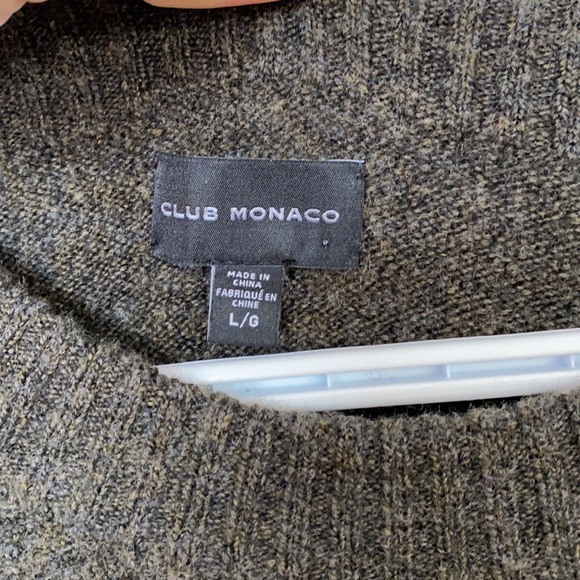 CLUB MONACO
MADE IN
CHINA
FABRIQUÉ EN
CHINE
L/G